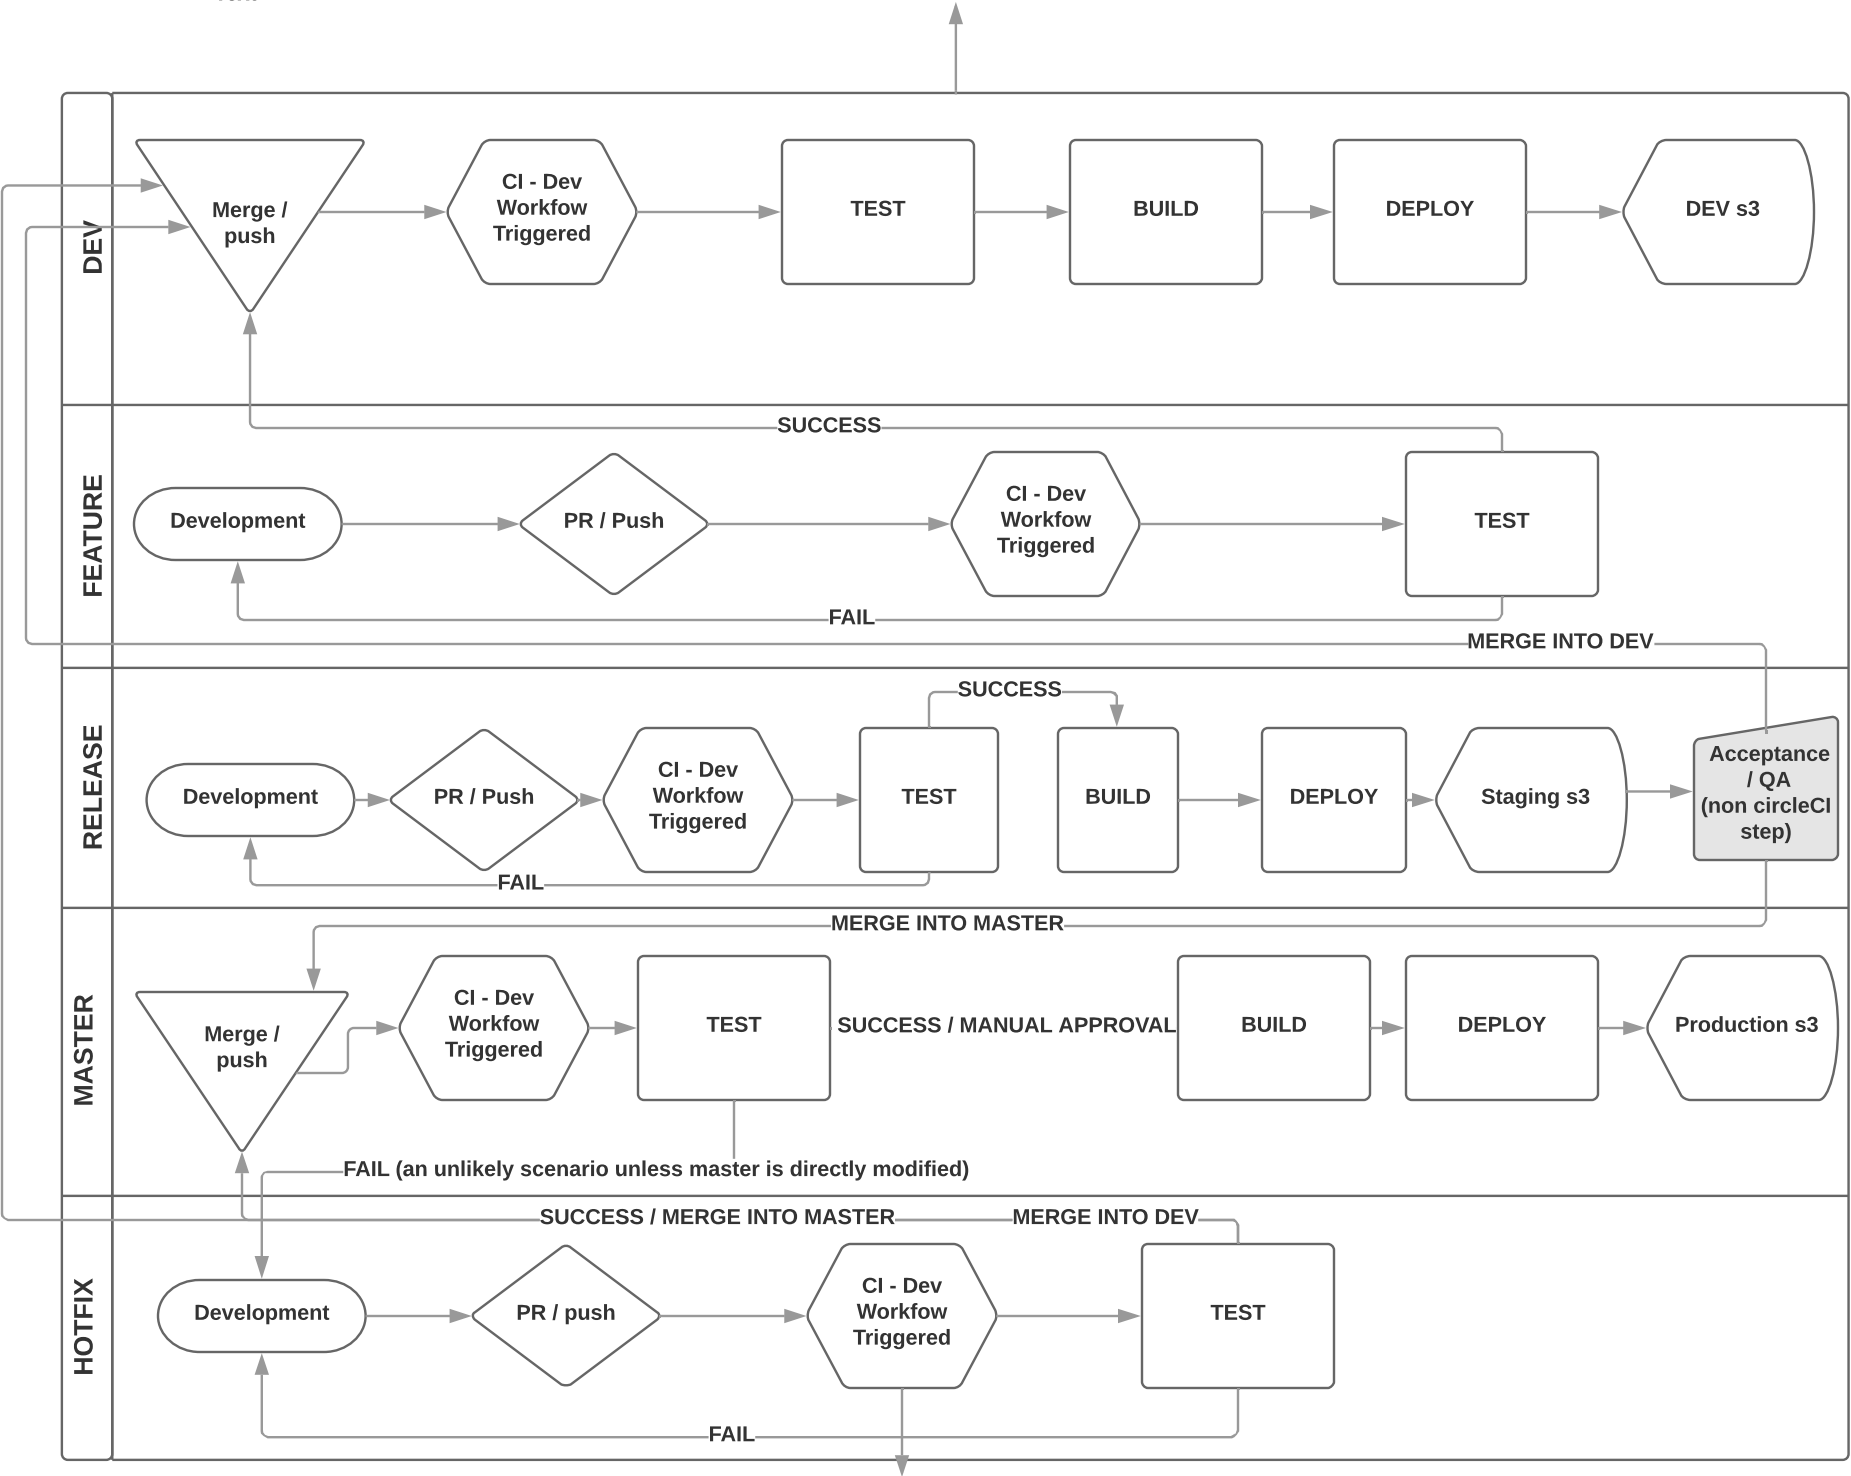 DEV
Merge /
push
CI - Dev
Workfow
Triggered
TEST
BUILD
DEPLOY
DEV s3
FEATURE
SUCCESS
Development
PR / Push
CI - Dev
Workfow
Triggered
TEST
FAIL
MERGE INTO DEV
RELEASE
SUCCESS
Development
PR / Push
CI - Dev
Workfow
Triggered
TEST
BUILD
DEPLOY
Staging s3
Acceptance
/ QA
(non circleCI
step)
FAIL
MASTER
MERGE INTO MASTER
Merge /
push
CI - Dev
Workfow
Triggered
TEST
SUCCESS / MANUAL APPROVAL
BUILD
DEPLOY
Production s3
FAIL (an unlikely scenario unless master is directly modified)
HOTFIX
SUCCESS / MERGE INTO MASTER
MERGE INTO DEV
Development
PR / push
CI - Dev
Workfow
Triggered
TEST
FAIL